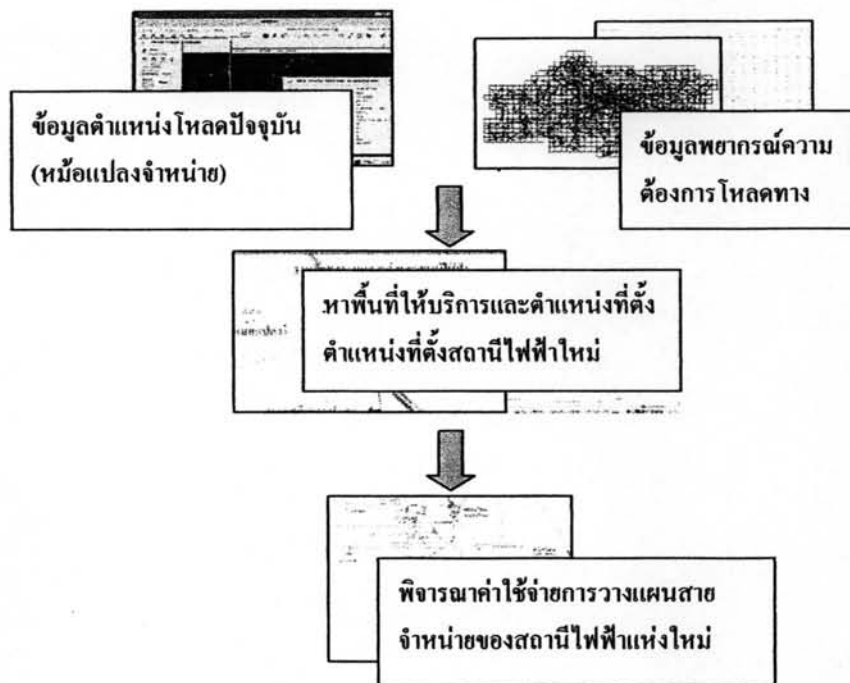 ข้อมูลตำแหน่งโหลดปัจจุบัน
(หม้อแปลงจำหน่าย)
ข้อมูลพยากรณ์ความ
ต้องการโหลดทาง
หาพื้นที่ให้บริการและตำแหน่งที่ตั้ง
ตำแหน่งที่ตั้งสถานีไฟฟ้าใหม่
พิจารณาค่าใช้จ่ายการวางแผนสาย
จำหน่ายของสถานีไฟฟ้าแห่งใหม่